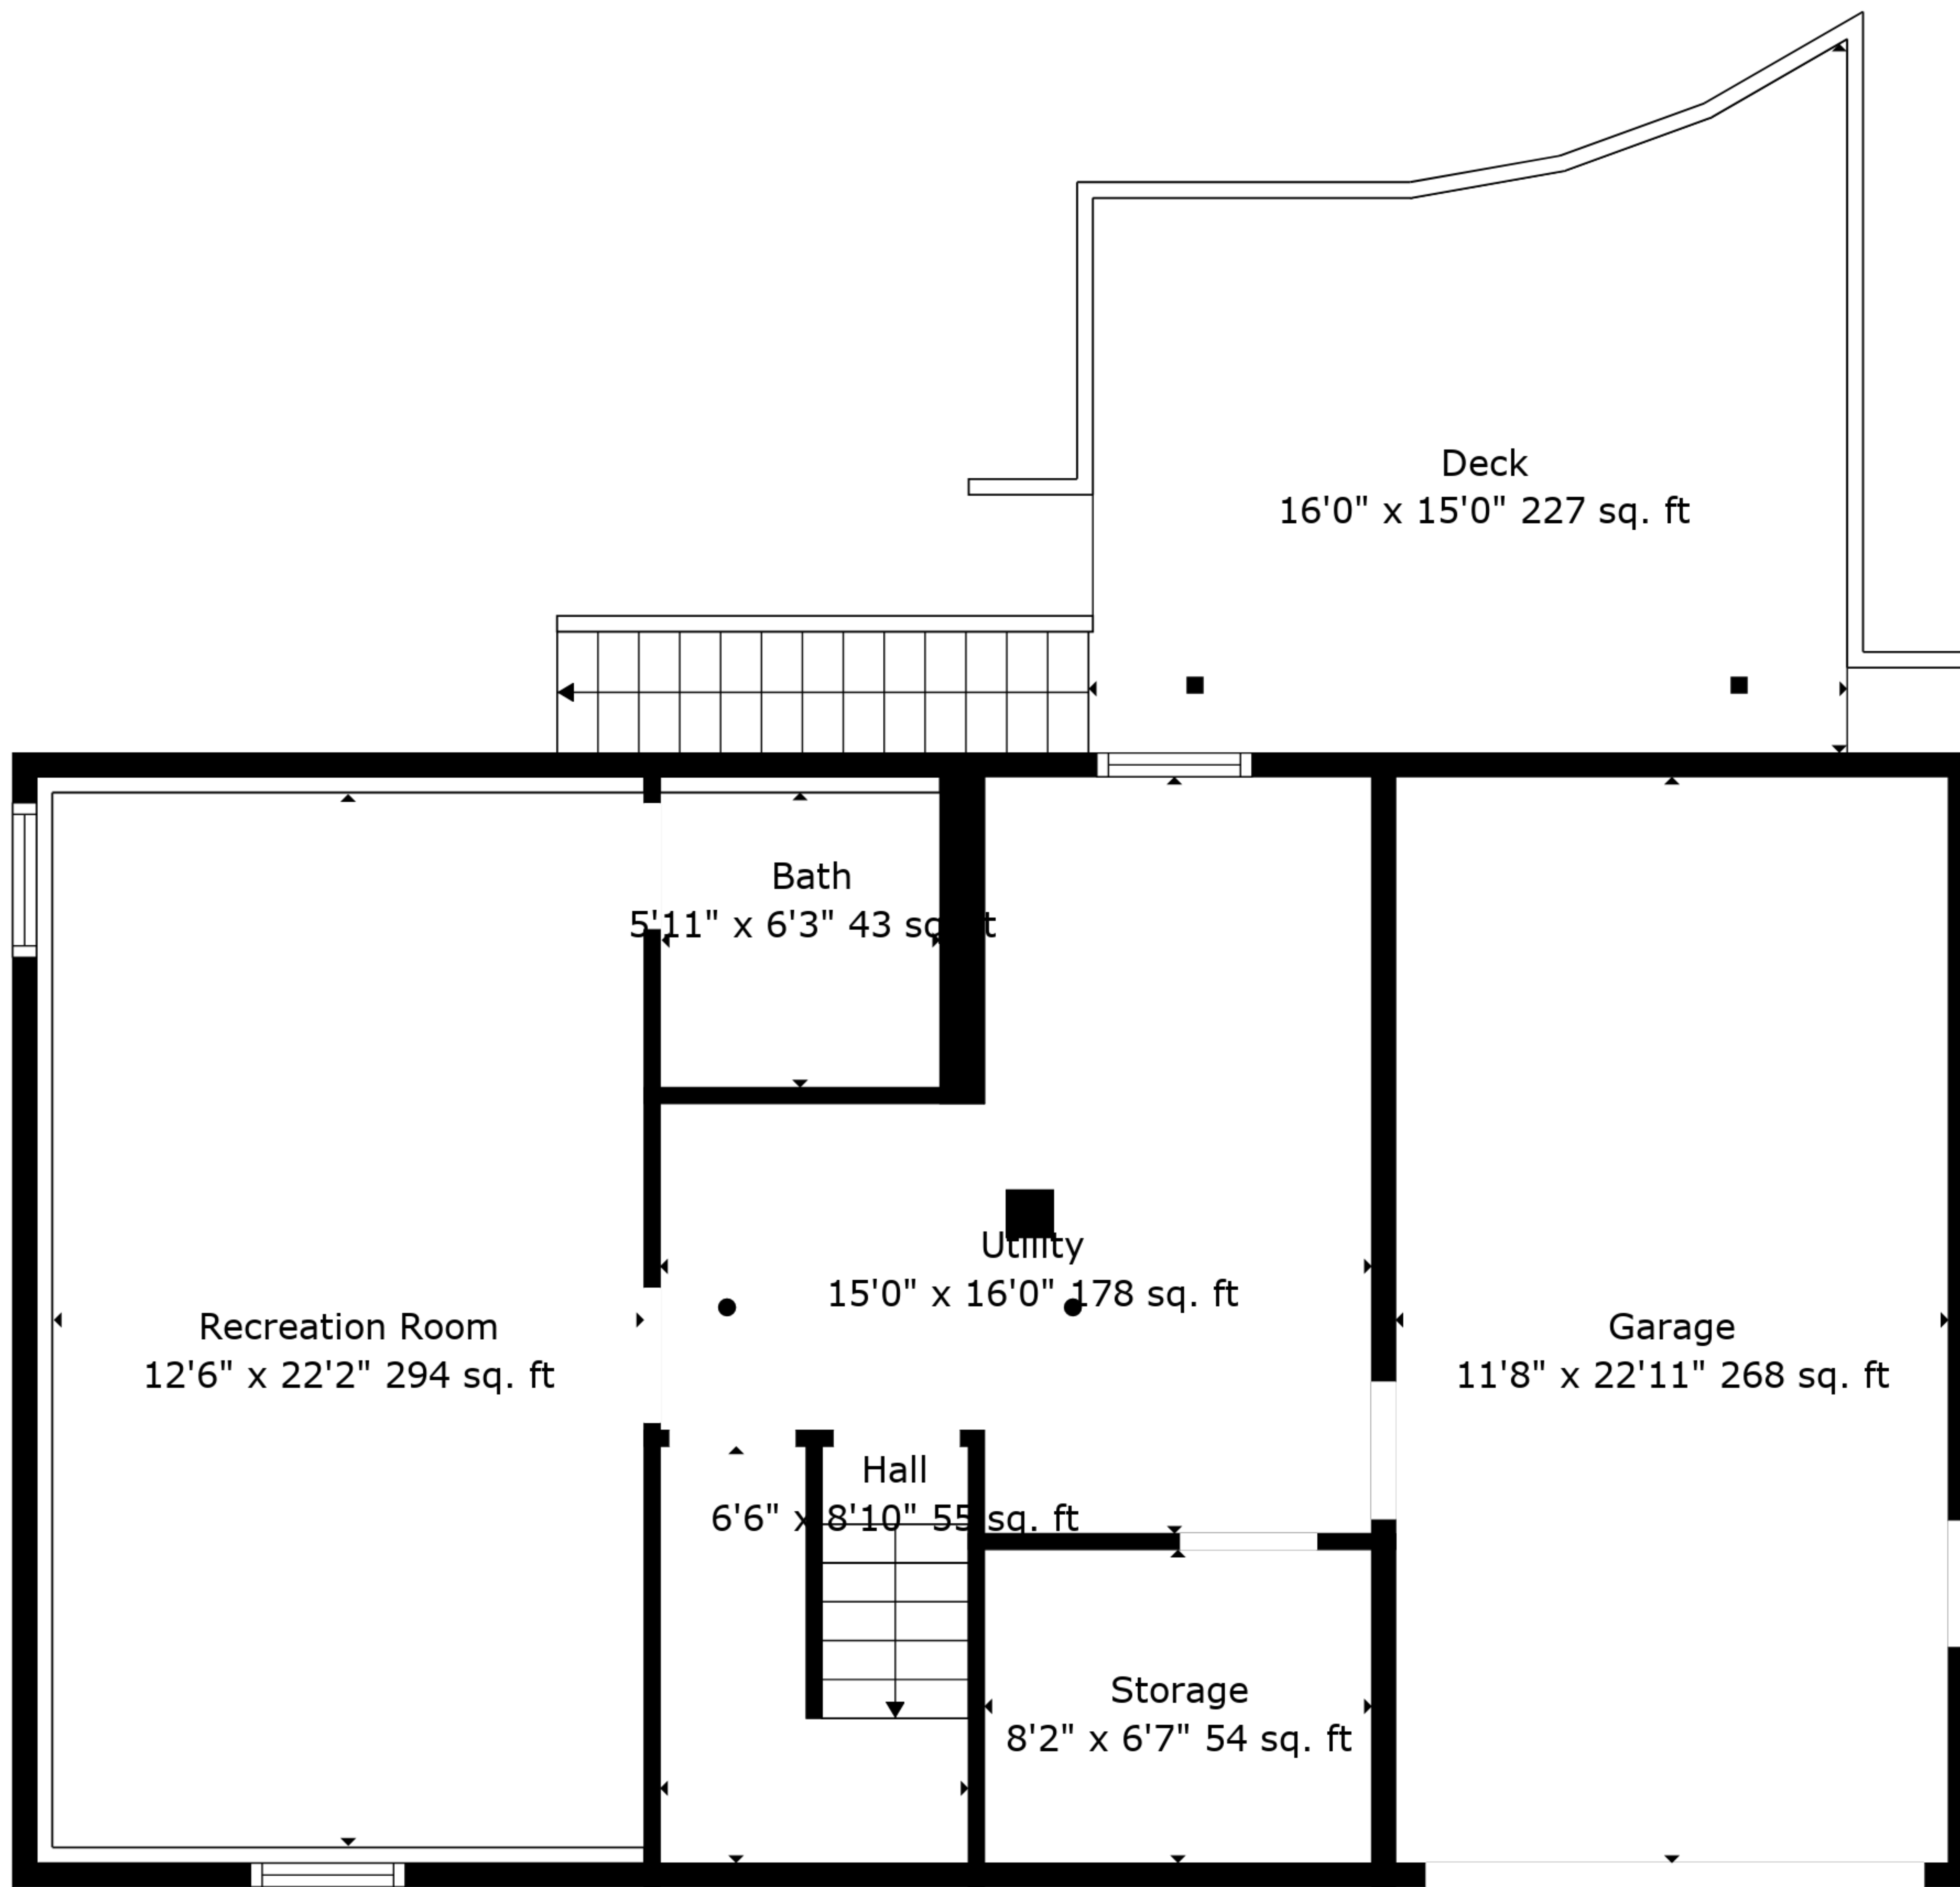 Deck
16'0" x 15'0" 227 sq. ft
Bath
5'11" x 6'3" 43 sq. ft
Utility
15'0" x 16'0" 178 sq. ft
Recreation Room
12'6" x 22'2" 294 sq. ft
Garage
11'8" x 22'11" 268 sq. ft
Hall
6'6" x 8'10" 55 sq. ft
Storage
8'2" x 6'7" 54 sq. ft